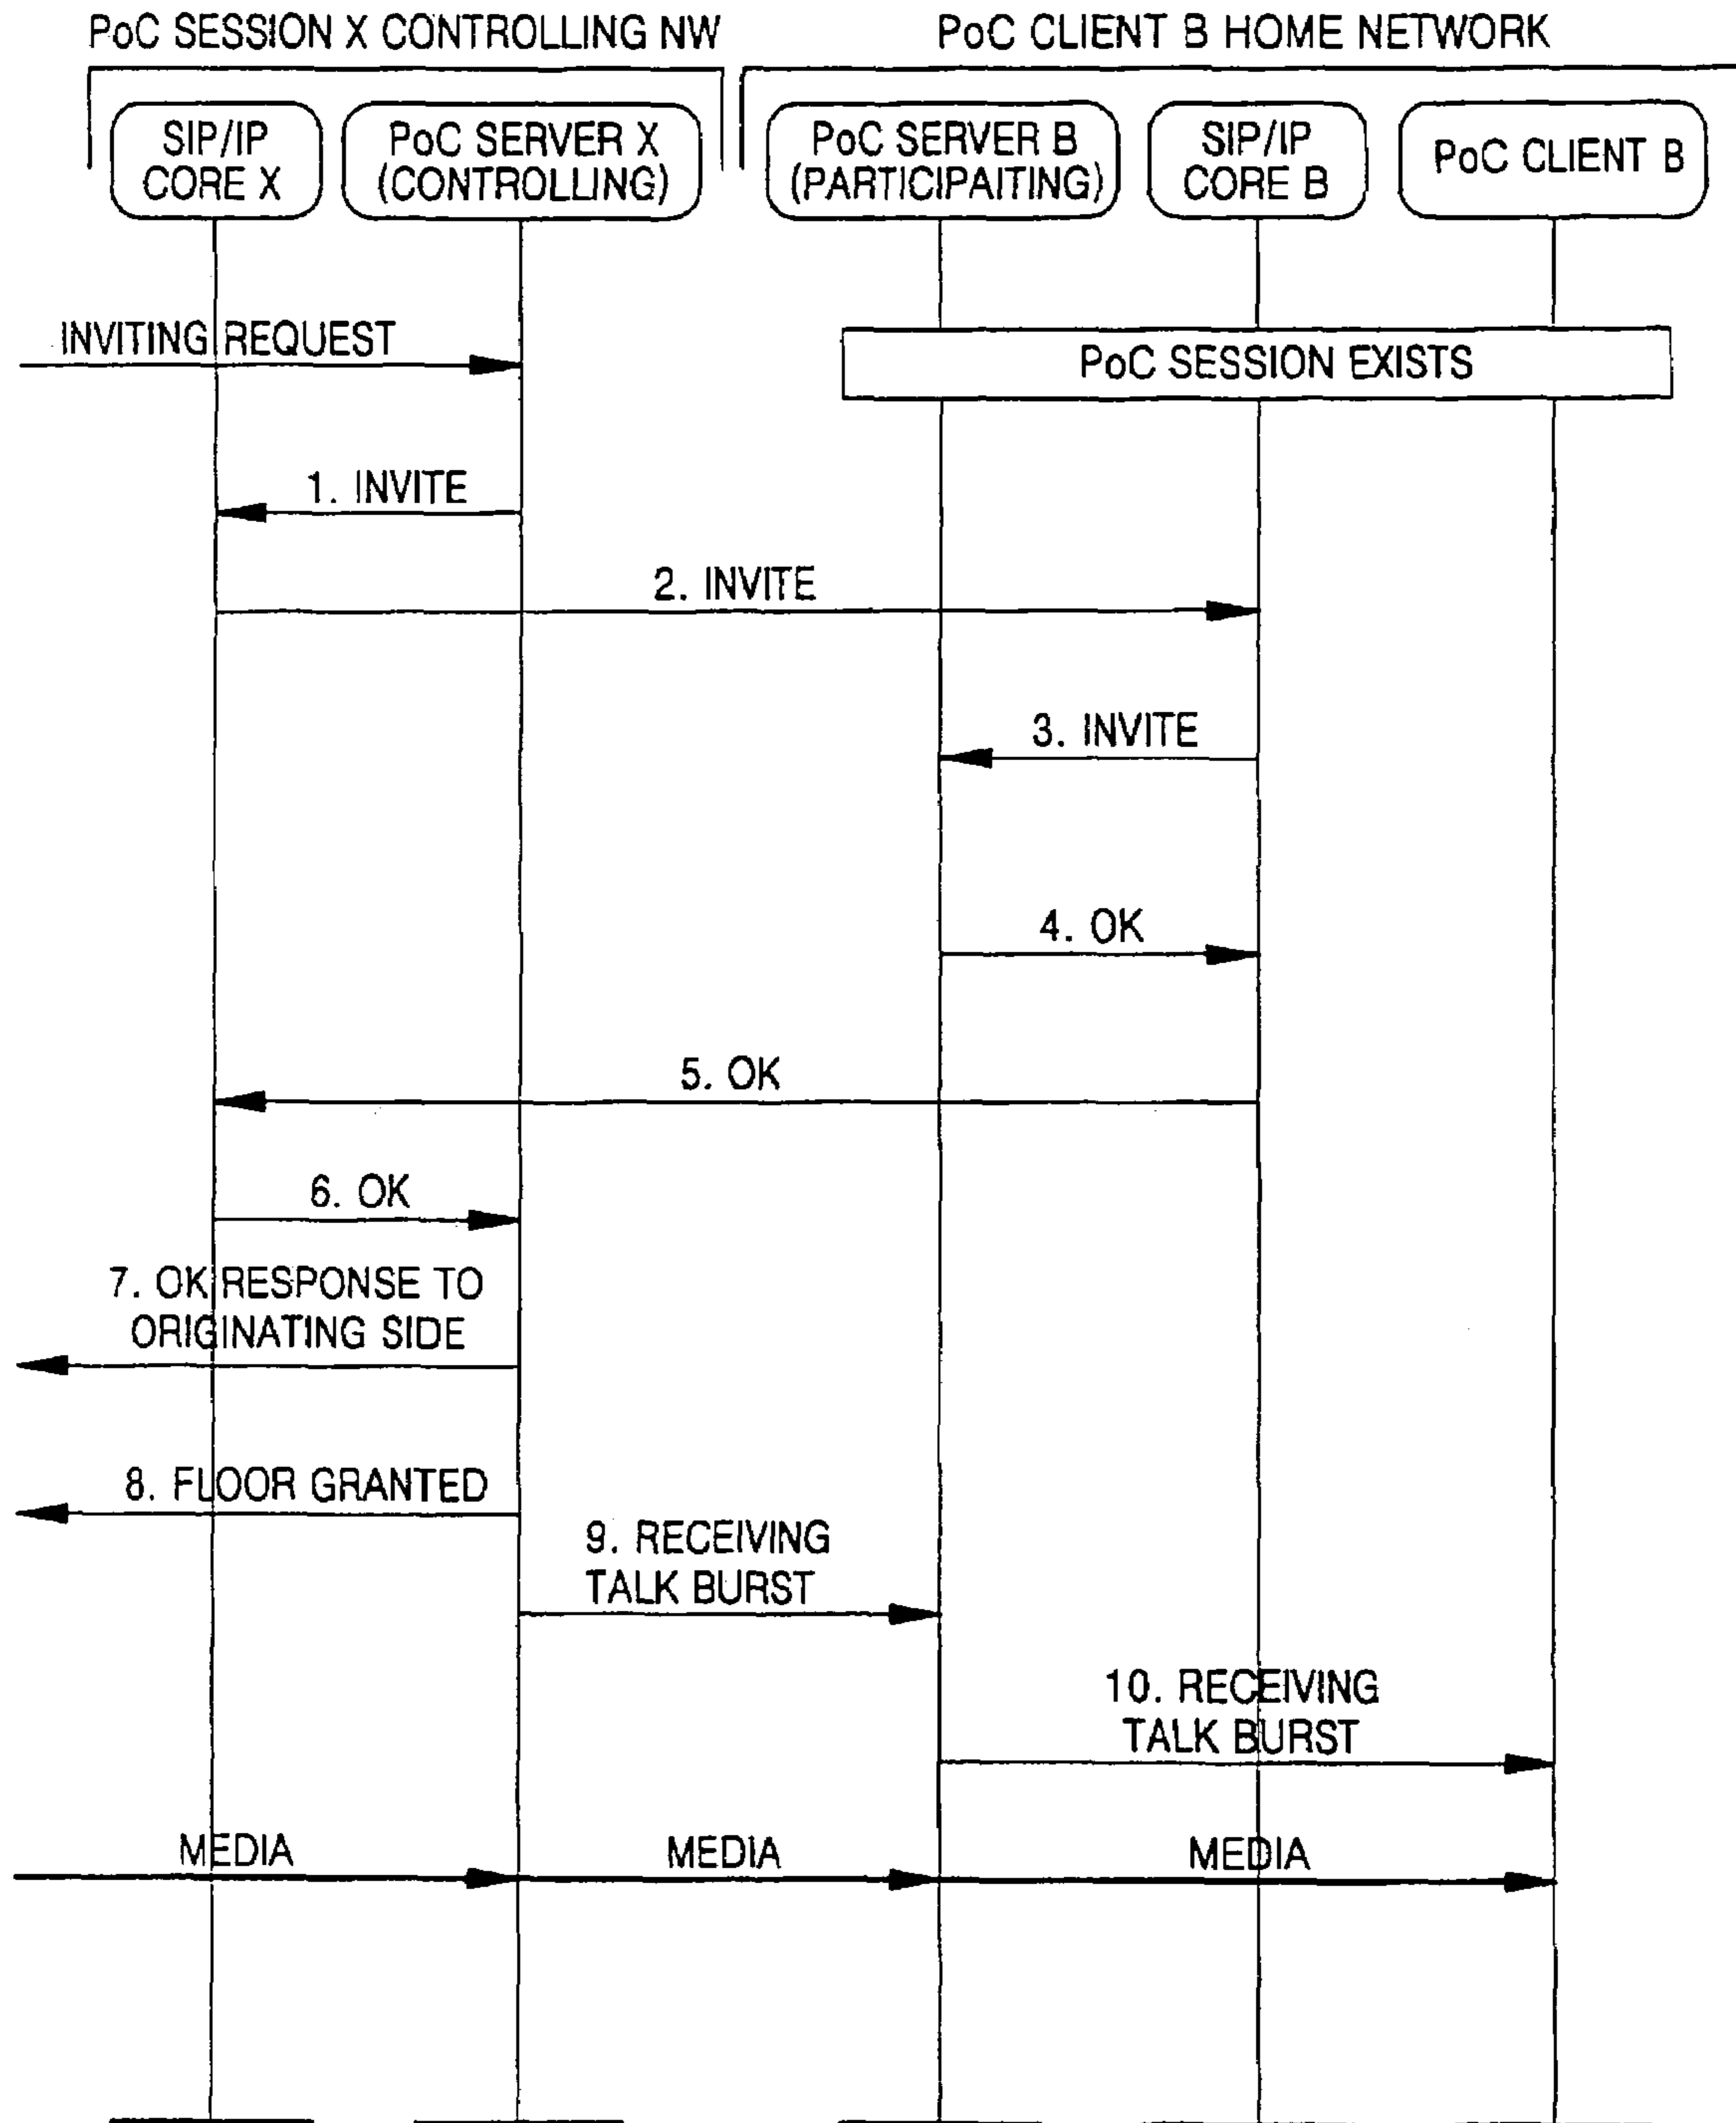 PoC SESSION X CONTROLLING NW
PoC CLIENT B HOME NETWORK
SIP/IP
CORE X
PoC SERVER X
(CONTROLLING)
PoC SERVER B
(PARTICIPAITING)
SIP/IP
CORE B
PoC CLIENT B
INVITING REQUEST
PoC SESSION EXISTS
1. INVITE
2. INVITE
3. INVITE
4. OK
5. OK
6. OK
7. OK RESPONSE TO
ORIGINATING SIDE
8. FLOOR GRANTED
9. RECEIVING
TALK BURST
10. RECEIVING
TALK BURST
MEDIA
MEDIA
MEDIA